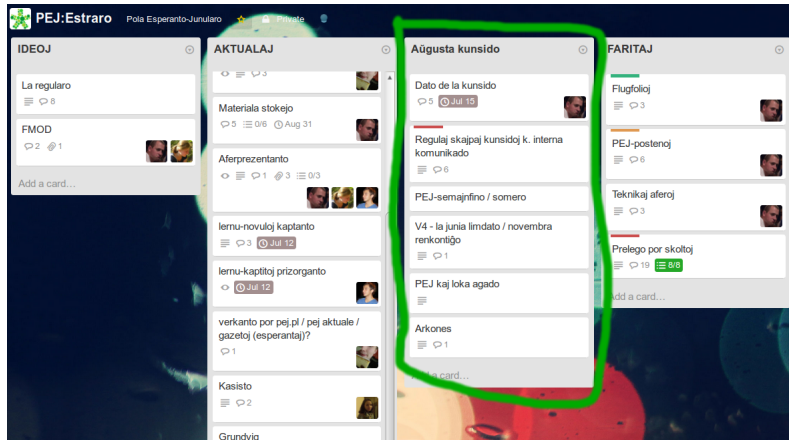 PEJ:Estraro Pola Esperanto-Junularo Private
IDEOJ
La regularo
8
FMOD
2 1
Add a card…
AKTUALAJ
3
Materiala stokejo
5 0/6 Aug 31
Aferprezentanto
1 3 0/3
lernu-novuloj kaptanto
3 Jul 12
lernu-kaptitoj prizorganto
Jul 12
verkanto por pej.pl / pej aktuale /
gazetoj (esperantaj)?
1
Kasisto
2
Grundvig
Aŭgusta kunsido
Dato de la kunsido
5 Jul 15
Regulaj skajpaj kunsidoj k. interna
komunikado
6
PEJ-semajnfino / somero
V4 - la junia limdato / novembra
renkontiĝo
1
PEJ kaj loka agado
Arkones
1
Add a card…
FARITAJ
Flugfolioj
3
PEJ-postenoj
6
Teknikaj aferoj
3
Prelego por skoltoj
19 8/8
Add a card…